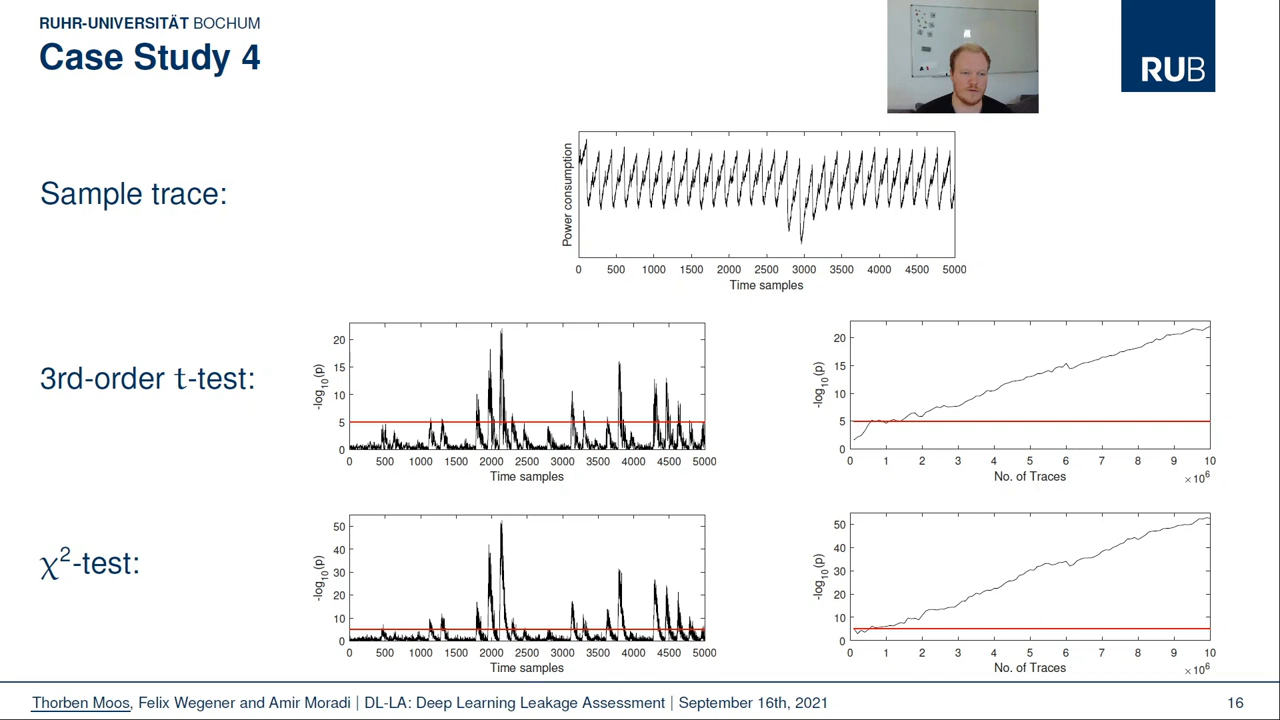 RUHR-UNIVERSITÄT BOCHUM
Case Study 4
RUB
Sample trace:
Power consumption
0 500 1000 1500 2000 2500 3000 3500 4000 4500 5000
Time samples
3rd-order t-test:
-log10(p)
20
15
10
5
0
0 500 1000 1500 2000 2500 3000 3500 4000 4500 5000
Time samples
-log10(p)
20
15
10
5
0
0 1 2 3 4 5 6 7 8 9 10
No. of Traces
×10⁶
χ²-test:
-log10(p)
50
40
30
20
10
0
0 500 1000 1500 2000 2500 3000 3500 4000 4500 5000
Time samples
-log10(p)
50
40
30
20
10
0
0 1 2 3 4 5 6 7 8 9 10
No. of Traces
×10⁶
Thorben Moos, Felix Wegener and Amir Moradi | DL-LA: Deep Learning Leakage Assessment | September 16th, 2021
16